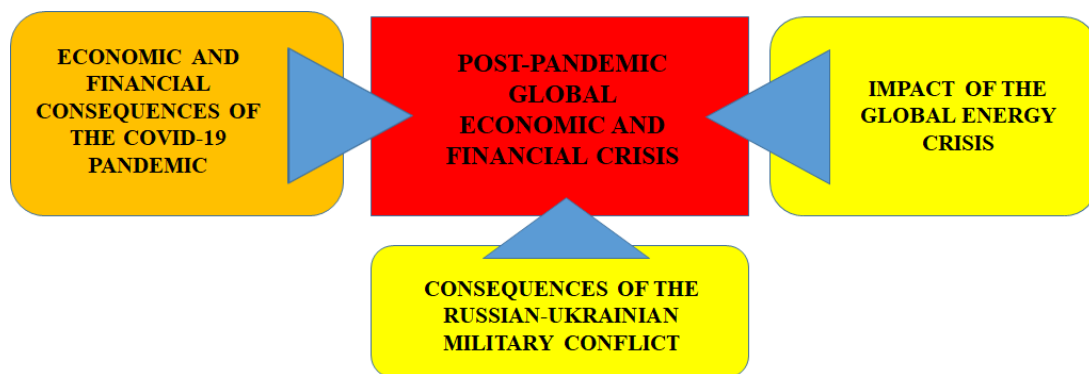 ECONOMIC AND
FINANCIAL
CONSEQUENCES OF
THE COVID-19
PANDEMIC
POST-PANDEMIC
GLOBAL
ECONOMIC AND
FINANCIAL CRISIS
IMPACT OF THE
GLOBAL ENERGY
CRISIS
CONSEQUENCES OF THE
RUSSIAN-UKRAINIAN
MILITARY CONFLICT